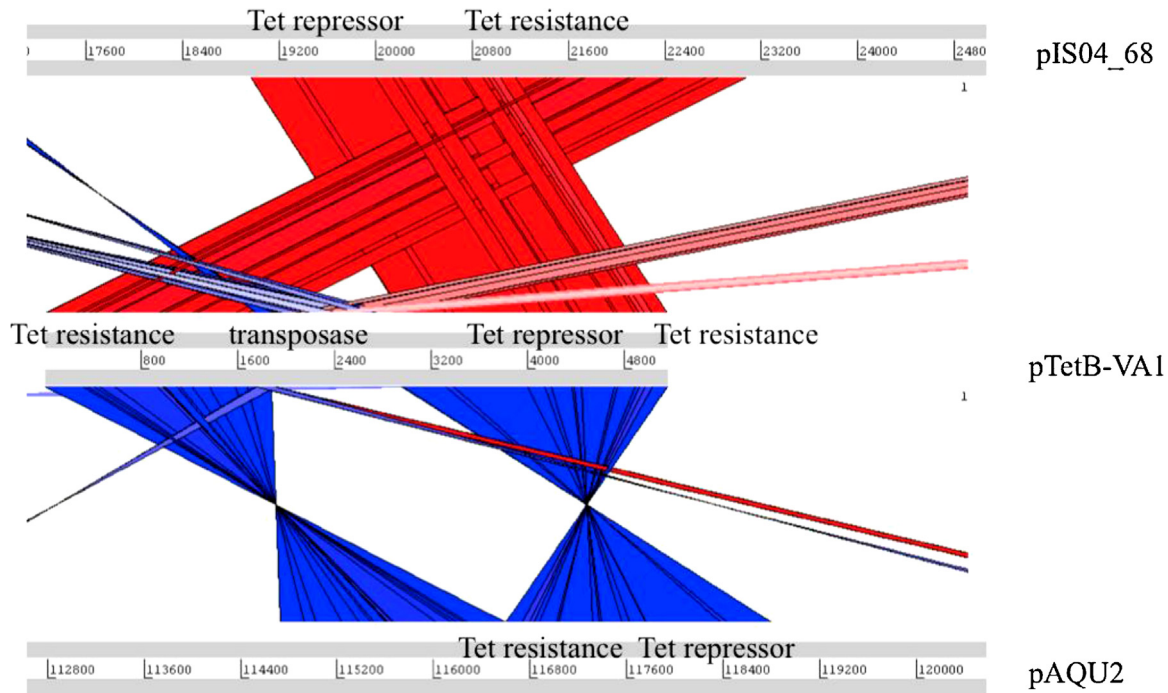 Tet repressor Tet resistance
17600 18400 19200 20000 20800 21600 22400 23200 24000 2480
pIS04_68
1
Tet resistance transposase Tet repressor Tet resistance
800 1600 2400 3200 4000 4800
pTetB-VA1
1
Tet resistance Tet repressor
112800 113600 114400 115200 116000 116800 117600 118400 119200 120000
pAQU2